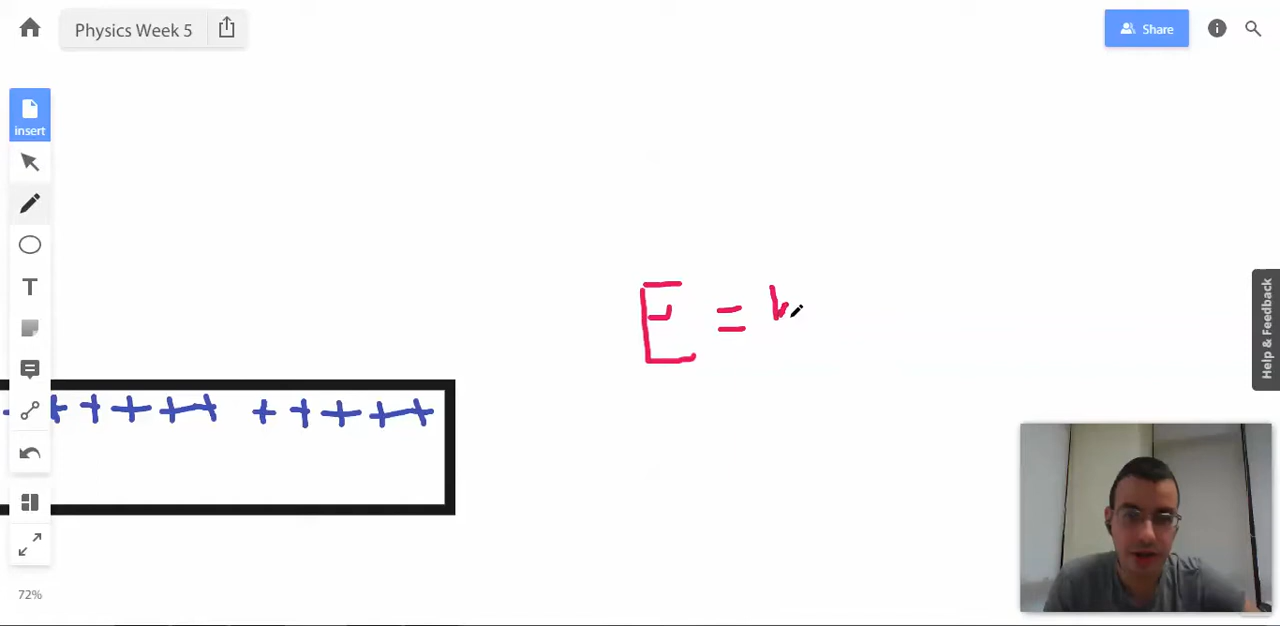 Physics Week 5
Share
insert
T
E =
+ + + + + + + + + +
Help & Feedback
72%